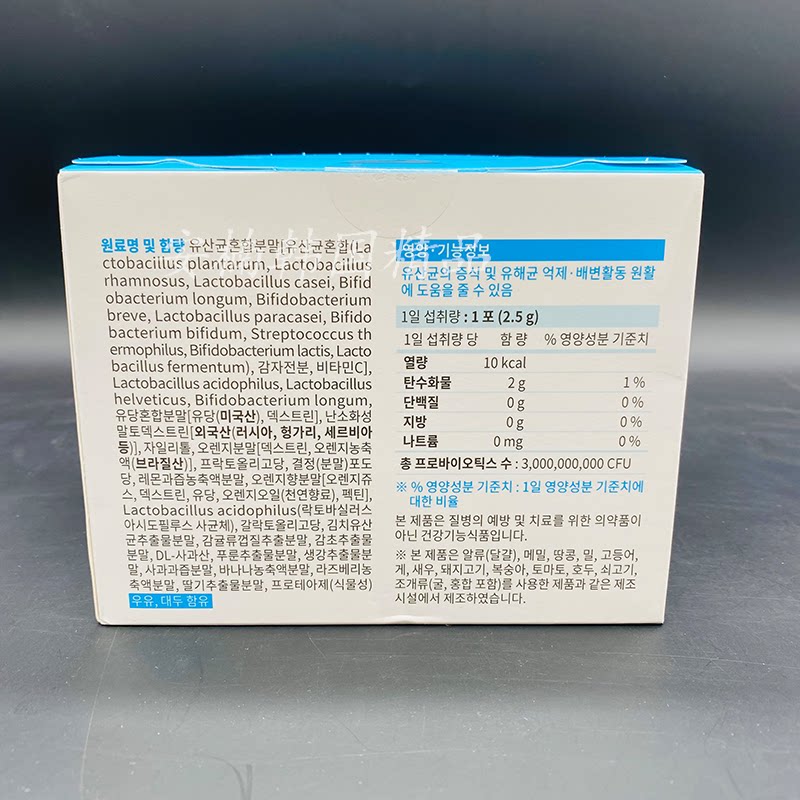 원료명 및 함량 유산균혼합분말[유산균혼합(La
ctobacillus plantarum, Lactobacillus
rhamnosus, Lactobacillus casei, Bifid
obacterium longum, Bifidobacterium
breve, Lactobacillus paracasei, Bifido
bacterium bifidum, Streptococcus th
ermophilus, Bifidobacterium lactis, Lacto
bacillus fermentum), 감자전분, 비타민C],
Lactobacillus acidophilus, Lactobacillus
helveticus, Bifidobacterium longum,
유당혼합분말[유당(미국산), 덱스트린], 난소화성
말토덱스트린[외국산(러시아, 헝가리, 세르비아
등)], 자일리톨, 오렌지분말[덱스트린, 오렌지농축
액(브라질산)], 프락토올리고당, 결정(분말)포도
당, 레몬과즙농축액분말, 오렌지향분말[오렌지쥬
스, 덱스트린, 유당, 오렌지오일(천연향료), 펙틴],
Lactobacillus acidophilus(락토바실러스
아시도필루스 사균체), 갈락토올리고당, 김치유산
균추출물분말, 감귤류껍질추출물분말, 감초추출물분
분말, DL-사과산, 푸룬추출물분말, 생강추출물분
말, 사과과즙분말, 바나나농축액분말, 라즈베리농
축액분말, 딸기추출물분말, 프로테아제(식물성)
우유, 대두 함유
영양·기능정보
유산균의 증식 및 유해균 억제·배변활동 원활
에 도움을 줄 수 있음
1일 섭취량 : 1 포 (2.5 g)
1일 섭취량 당 함 량 % 영양성분 기준치
열량 10 kcal
탄수화물 2 g 1 %
단백질 0 g 0 %
지방 0 g 0 %
나트륨 0 mg 0 %
총 프로바이오틱스 수 : 3,000,000,000 CFU
※ % 영양성분 기준치 : 1일 영양성분 기준치에
대한 비율
본 제품은 질병의 예방 및 치료를 위한 의약품이
아닌 건강기능식품입니다.
※ 본 제품은 알류(달걀), 메밀, 땅콩, 밀, 고등어,
게, 새우, 돼지고기, 복숭아, 토마토, 호두, 쇠고기,
조개류(굴, 홍합 포함)를 사용한 제품과 같은 제조
시설에서 제조하였습니다.
韩国精品